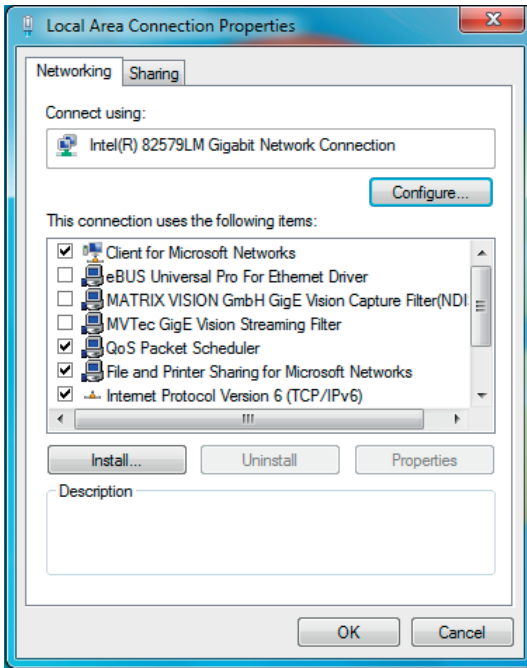 Local Area Connection Properties
Networking
Sharing
Connect using:
Intel(R) 82579LM Gigabit Network Connection
Configure...
This connection uses the following items:
Client for Microsoft Networks
eBUS Universal Pro For Ethernet Driver
MATRIX VISION GmbH GigE Vision Capture Filter(NDI
MVTec GigE Vision Streaming Filter
QoS Packet Scheduler
File and Printer Sharing for Microsoft Networks
Internet Protocol Version 6 (TCP/IPv6)
Install...
Uninstall
Properties
Description
OK
Cancel